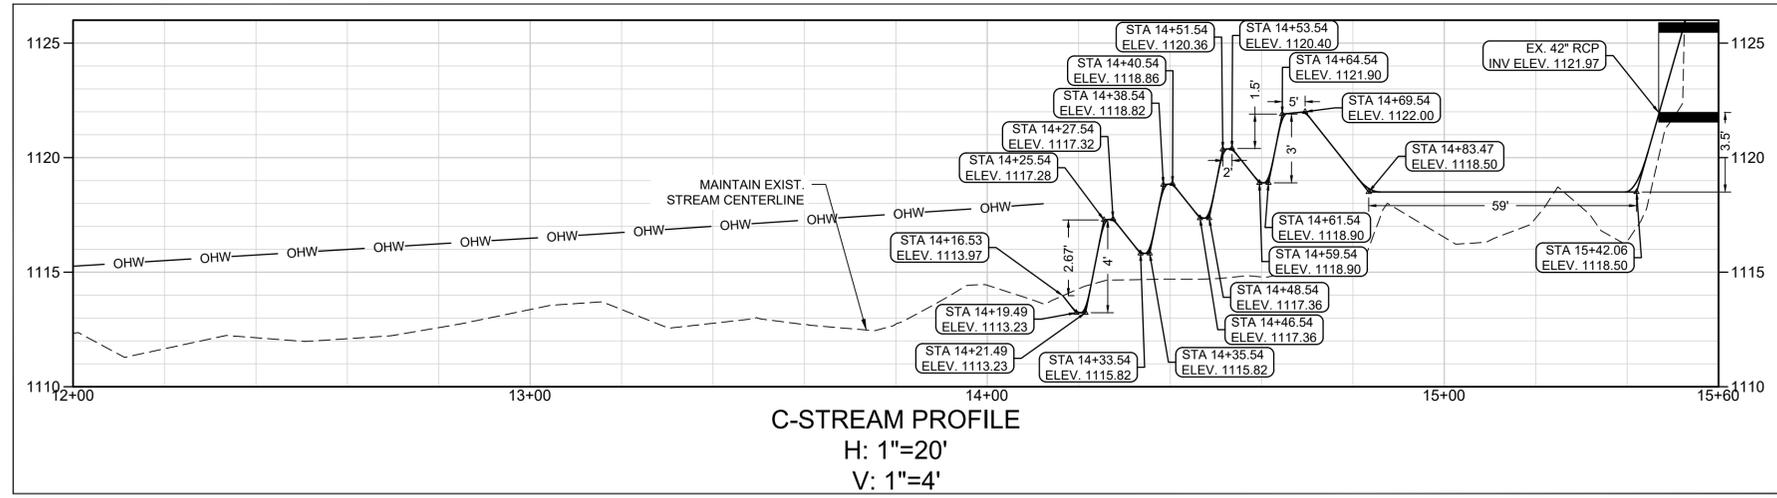 1125
1120
1115
1110
12+00
13+00
14+00
15+00
15+60
1125
1120
1115
1110
OHW OHW OHW OHW OHW OHW OHW OHW OHW OHW OHW
MAINTAIN EXIST.
STREAM CENTERLINE
STA 14+16.53
ELEV. 1113.97
STA 14+19.49
ELEV. 1113.23
STA 14+21.49
ELEV. 1113.23
STA 14+25.54
ELEV. 1117.28
STA 14+27.54
ELEV. 1117.32
STA 14+33.54
ELEV. 1115.82
STA 14+35.54
ELEV. 1115.82
STA 14+38.54
ELEV. 1118.82
STA 14+40.54
ELEV. 1118.86
STA 14+46.54
ELEV. 1117.36
STA 14+48.54
ELEV. 1117.36
STA 14+51.54
ELEV. 1120.36
STA 14+53.54
ELEV. 1120.40
STA 14+59.54
ELEV. 1118.90
STA 14+61.54
ELEV. 1118.90
STA 14+64.54
ELEV. 1121.90
STA 14+69.54
ELEV. 1122.00
STA 14+83.47
ELEV. 1118.50
STA 15+42.06
ELEV. 1118.50
EX. 42" RCP
INV ELEV. 1121.97
2.67'
4'
2'
1.5'
5'
3'
59'
3.5'
C-STREAM PROFILE
H: 1"=20'
V: 1"=4'